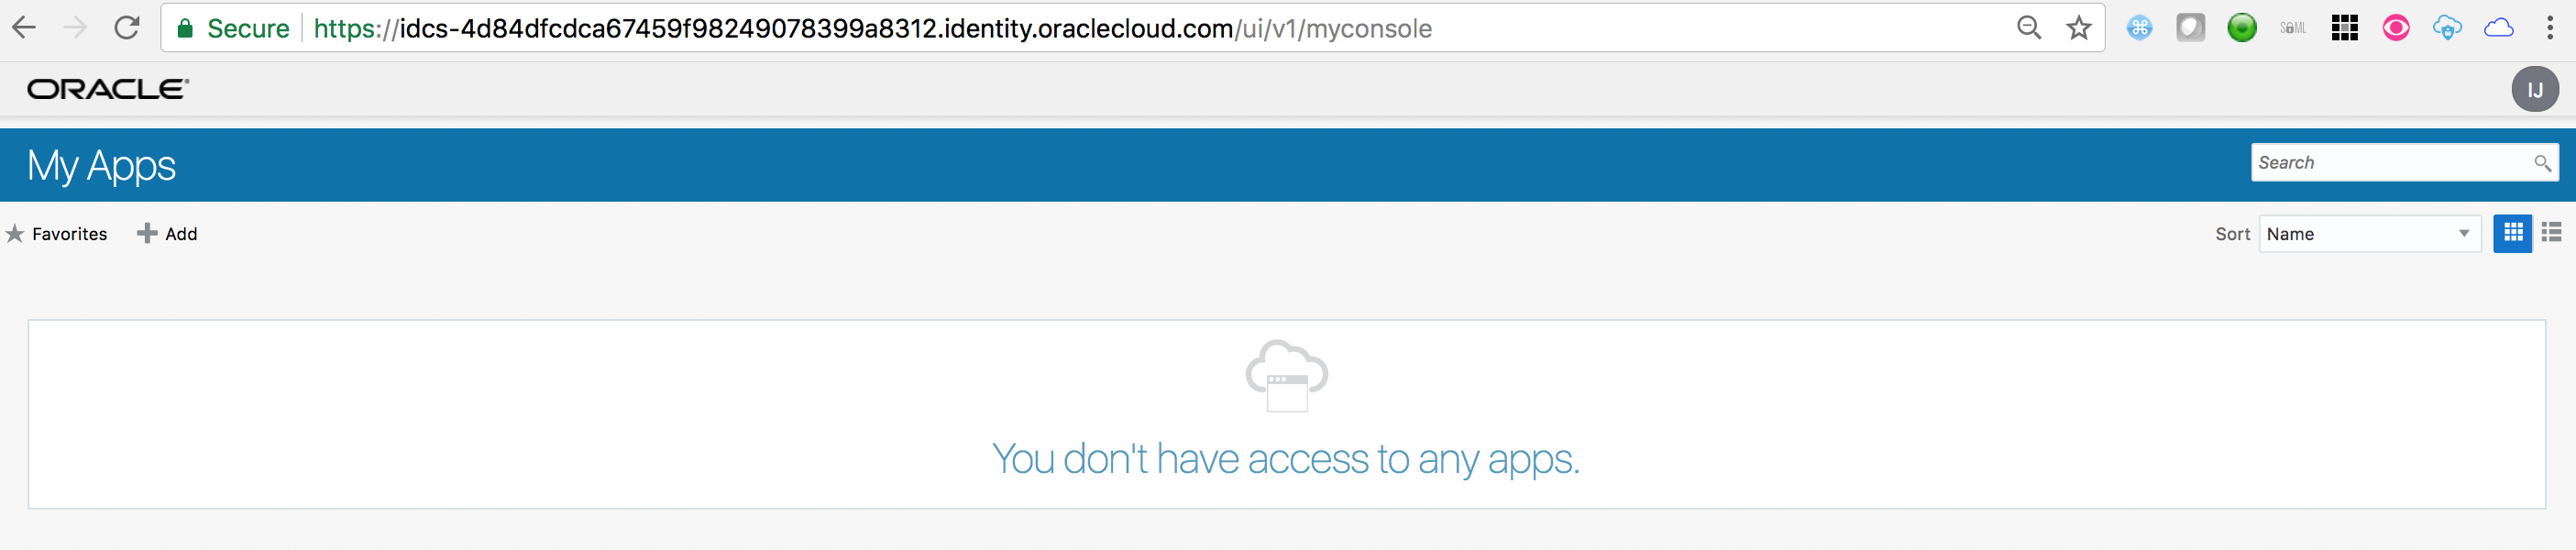 Secure https://idcs-4d84dfcdca67459f98249078399a8312.identity.oraclecloud.com/ui/v1/myconsole
SAML
ORACLE
IJ
My Apps
Search
Favorites Add
Sort Name
You don't have access to any apps.